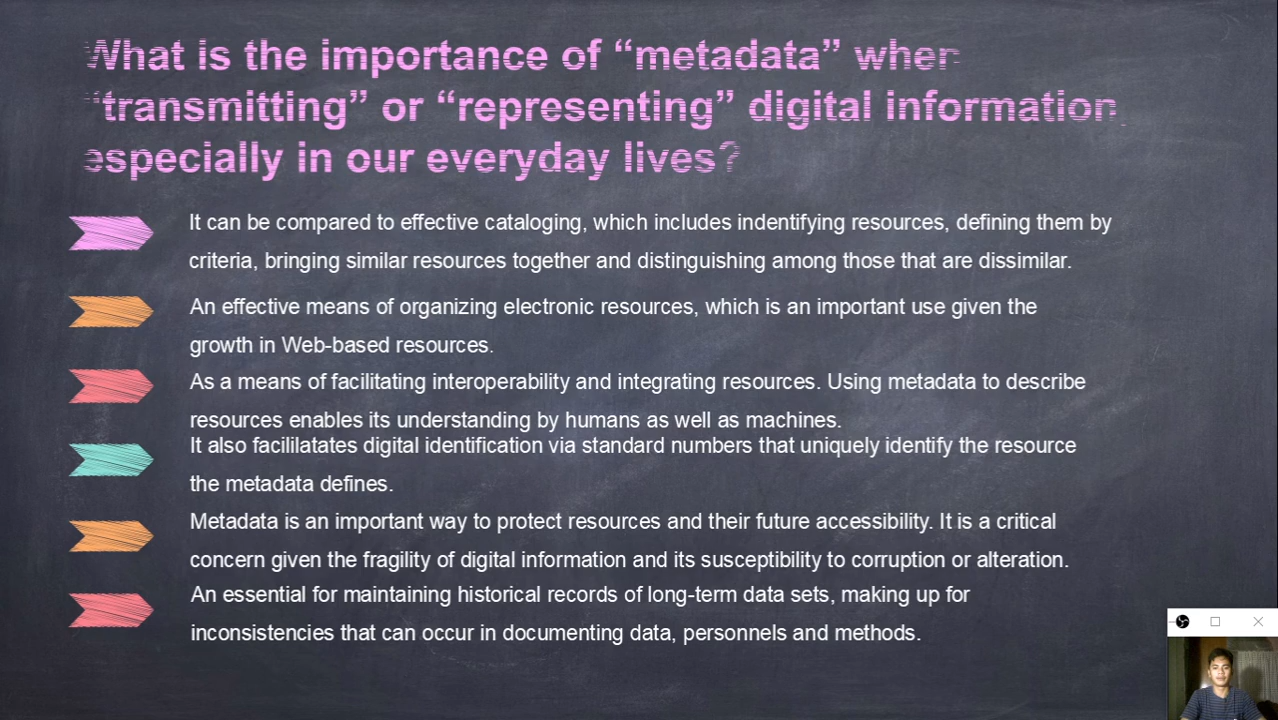 What is the importance of “metadata” when
“transmitting” or “representing” digital information,
especially in our everyday lives?
It can be compared to effective cataloging, which includes indentifying resources, defining them by
criteria, bringing similar resources together and distinguishing among those that are dissimilar.
An effective means of organizing electronic resources, which is an important use given the
growth in Web-based resources.
As a means of facilitating interoperability and integrating resources. Using metadata to describe
resources enables its understanding by humans as well as machines.
It also facililatates digital identification via standard numbers that uniquely identify the resource
the metadata defines.
Metadata is an important way to protect resources and their future accessibility. It is a critical
concern given the fragility of digital information and its susceptibility to corruption or alteration.
An essential for maintaining historical records of long-term data sets, making up for
inconsistencies that can occur in documenting data, personnels and methods.